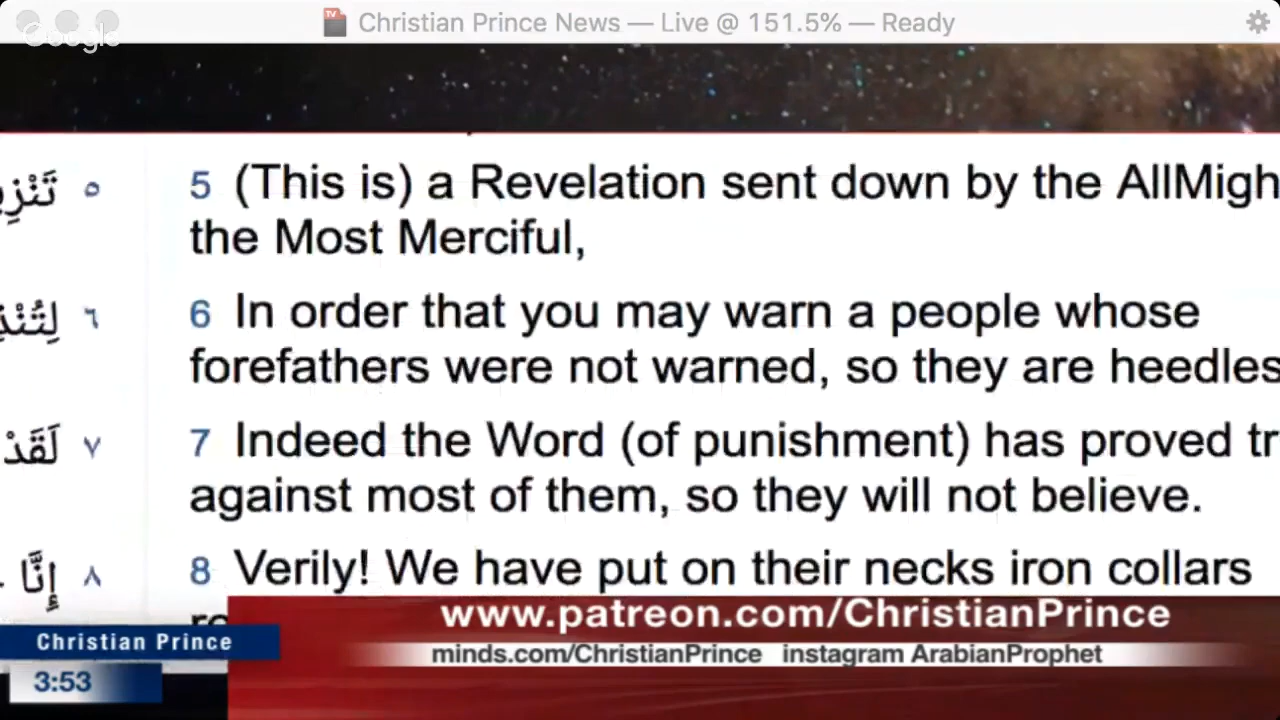 Christian Prince News — Live @ 151.5% — Ready
Google
5 (This is) a Revelation sent down by the AllMigh
٥
the Most Merciful,
6 In order that you may warn a people whose
٦
forefathers were not warned, so they are heedles
7 Indeed the Word (of punishment) has proved tr
٧ لَقَدْ
against most of them, so they will not believe.
8 Verily! We have put on their necks iron collars
٨ إِنَّا
www.patreon.com/ChristianPrince
Christian Prince
minds.com/ChristianPrince instagram ArabianProphet
3:53